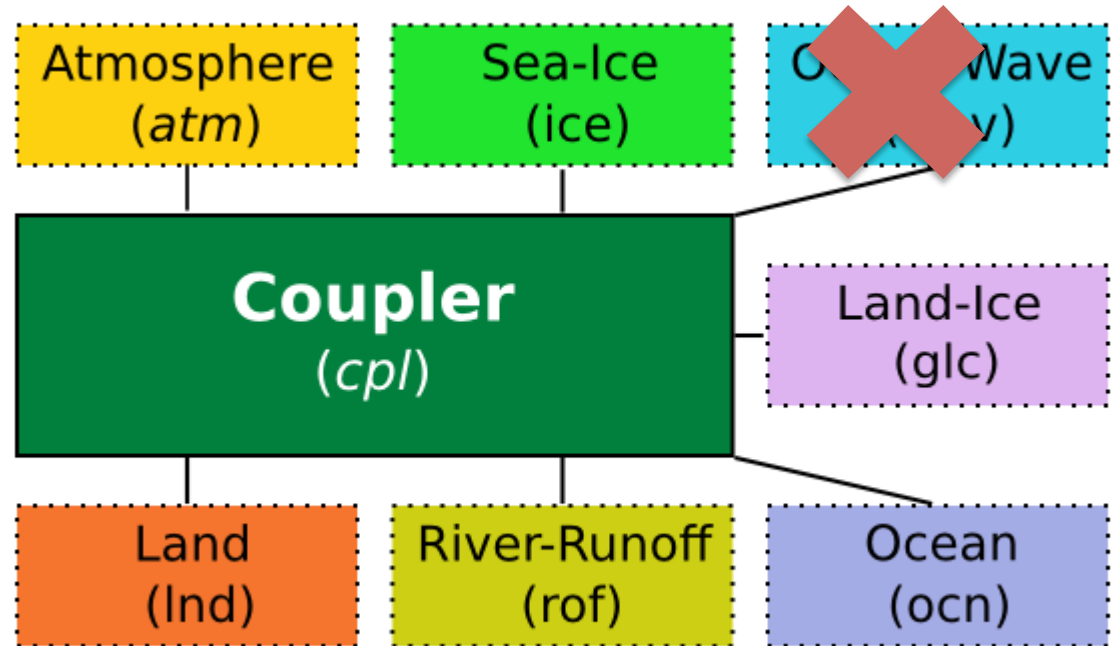 Atmosphere
(atm)
Sea-Ice
(ice)
Wave
Coupler
(cpl)
Land-Ice
(glc)
Land
(lnd)
River-Runoff
(rof)
Ocean
(ocn)